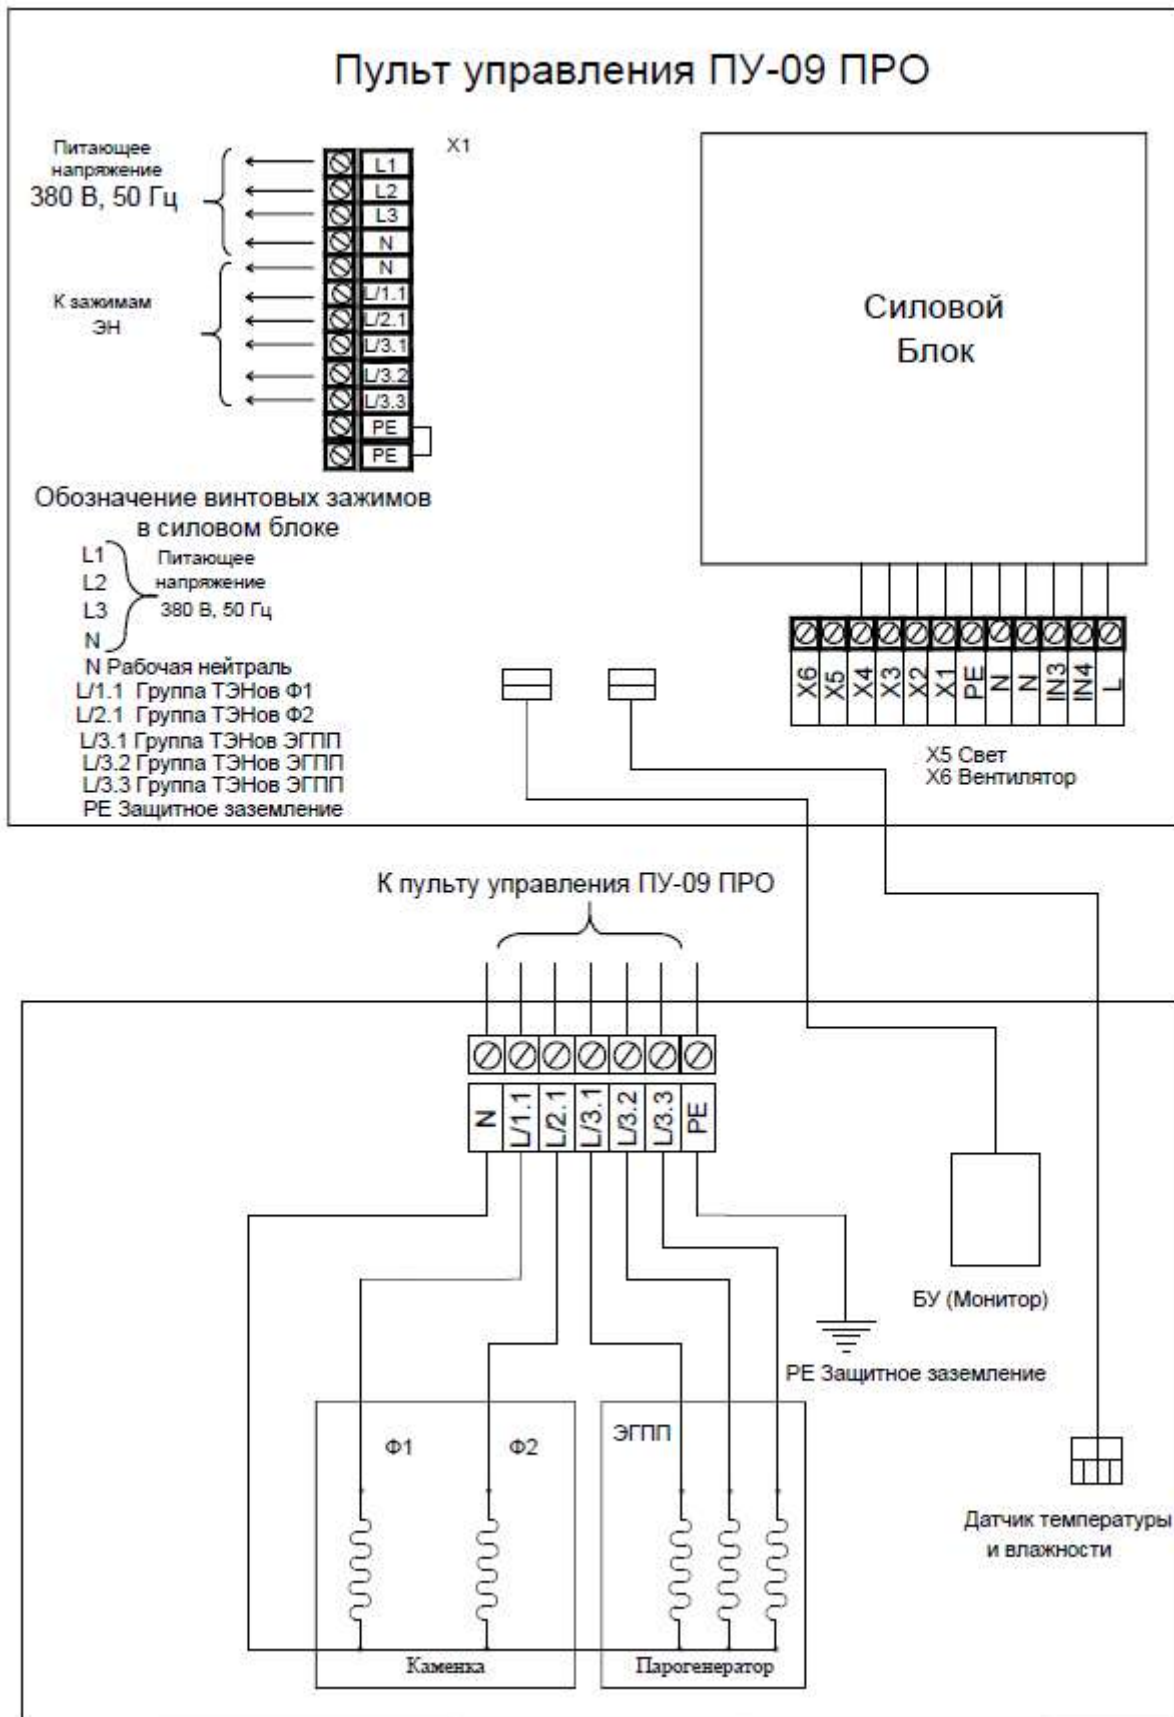 Пульт управления ПУ-09 ПРО
Питающее
напряжение
380 В, 50 Гц
X1
L1
L2
L3
N
N
L/1.1
L/2.1
L/3.1
L/3.2
L/3.3
PE
PE
К зажимам
ЭН
Силовой
Блок
Обозначение винтовых зажимов
в силовом блоке
L1
L2
L3
N
Питающее
напряжение
380 В, 50 Гц
N Рабочая нейтраль
L/1.1 Группа ТЭНов Ф1
L/2.1 Группа ТЭНов Ф2
L/3.1 Группа ТЭНов ЭГПП
L/3.2 Группа ТЭНов ЭГПП
L/3.3 Группа ТЭНов ЭГПП
PE Защитное заземление
X6
X5
X4
X3
X2
X1
PE
N
N
IN3
IN4
L
X5 Свет
X6 Вентилятор
К пульту управления ПУ-09 ПРО
N
L/1.1
L/2.1
L/3.1
L/3.2
L/3.3
PE
БУ (Монитор)
PE Защитное заземление
Ф1
Ф2
ЭГПП
Каменка
Парогенератор
Датчик температуры
и влажности